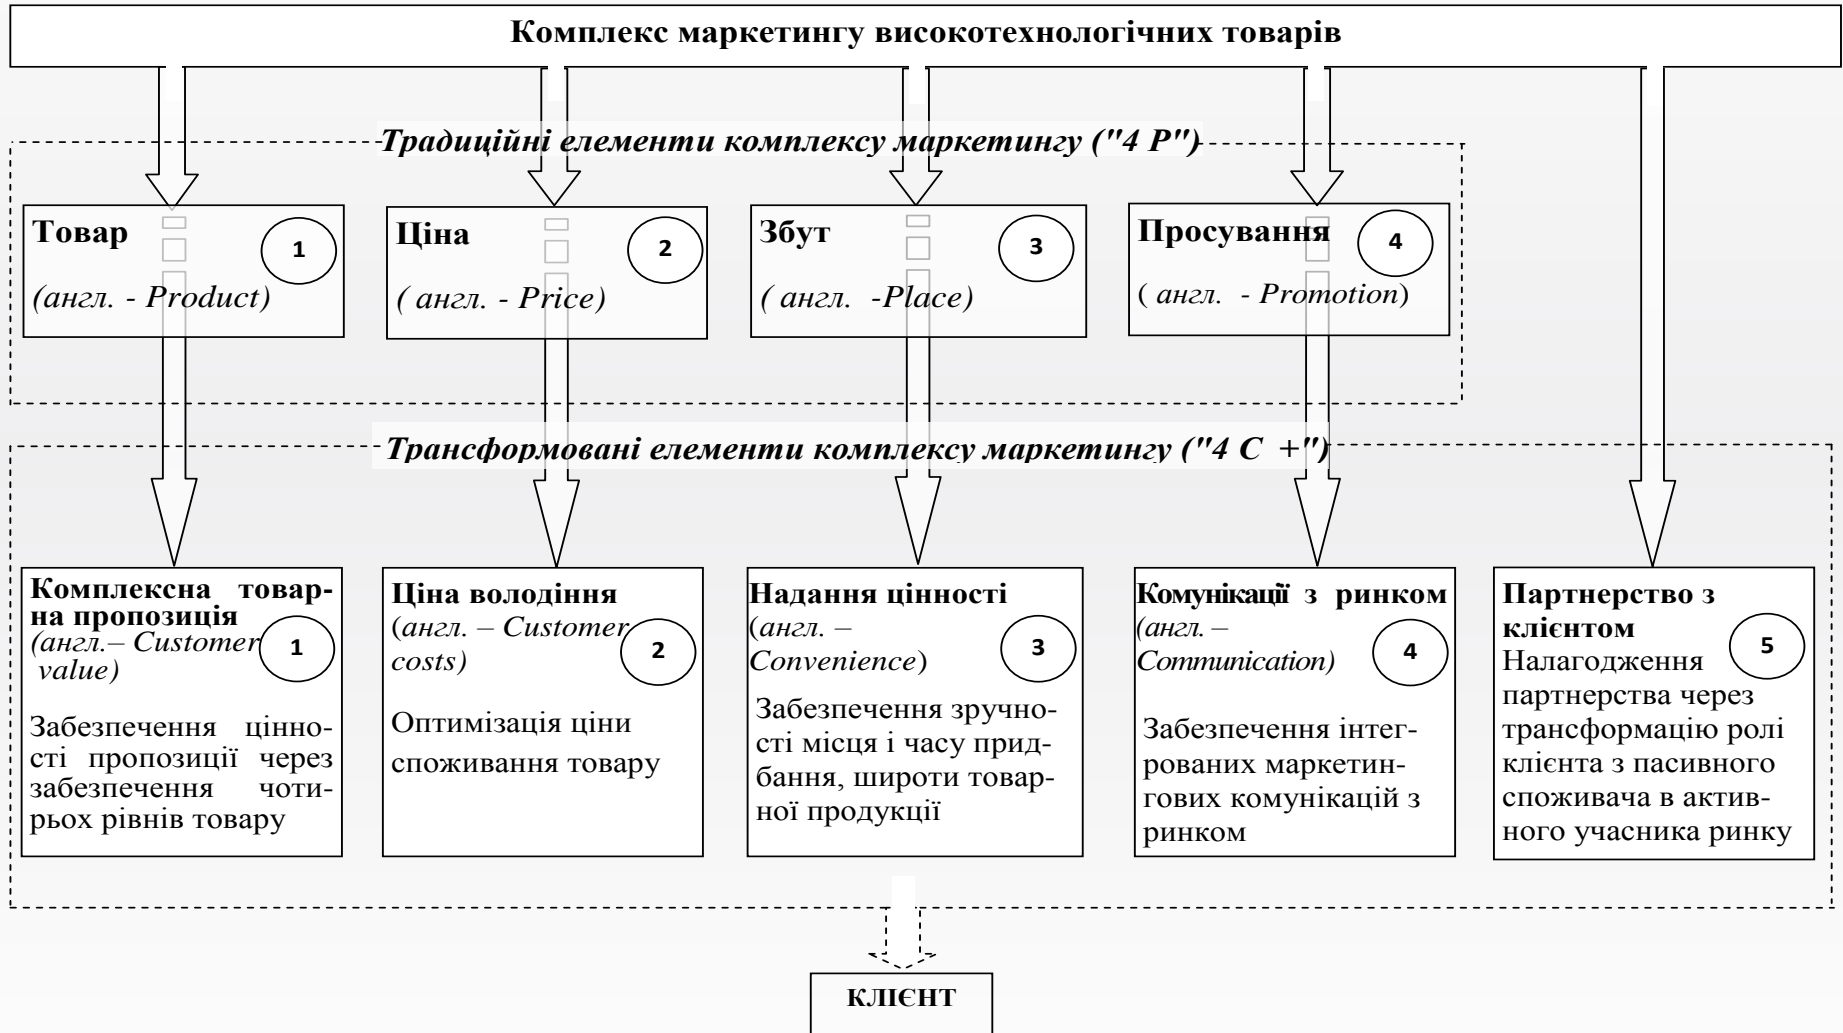 Комплекс маркетингу високотехнологічних товарів
Традиційні елементи комплексу маркетингу ("4 P")
Товар
1
(англ. - Product)
Ціна
2
( англ. - Price)
Збут
3
( англ. -Place)
Просування
4
( англ. - Promotion)
Трансформовані елементи комплексу маркетингу ("4 C +")
Комплексна товар-
на пропозиція
(англ.– Customer
value)
1
Забезпечення цінно-
сті пропозиції через
забезпечення чоти-
рьох рівнів товару
Ціна володіння
(англ. – Customer
costs)
2
Оптимізація ціни
споживання товару
Надання цінності
(англ. –
Convenience)
3
Забезпечення зручно-
сті місця і часу прид-
бання, широти товар-
ної продукції
Комунікації з ринком
(англ. –
Communication)
4
Забезпечення інтег-
рованих маркетин-
гових комунікацій з
ринком
Партнерство з
клієнтом
5
Налагодження
партнерства через
трансформацію ролі
клієнта з пасивного
споживача в актив-
ного учасника ринку
КЛІЄНТ